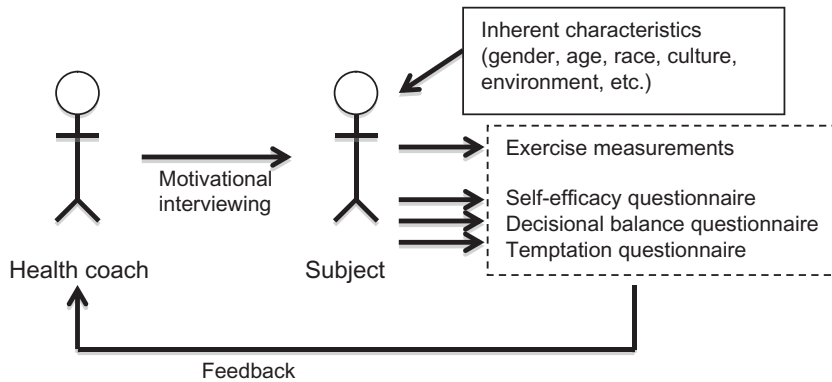 Inherent characteristics
(gender, age, race, culture,
environment, etc.)
Exercise measurements
Motivational
interviewing
Self-efficacy questionnaire
Decisional balance questionnaire
Temptation questionnaire
Health coach
Subject
Feedback